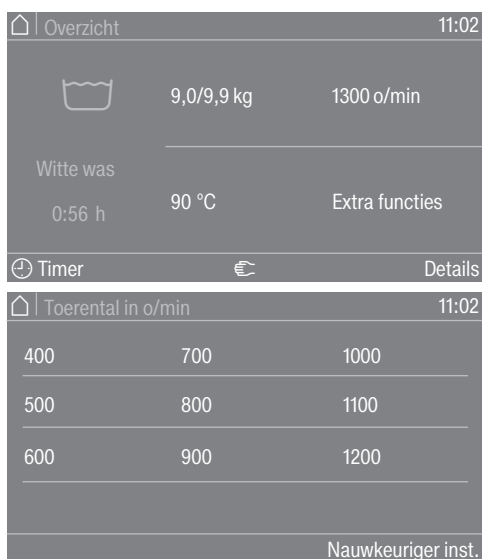 Overzicht 11:02
9,0/9,9 kg 1300 o/min
Witte was
90 °C Extra functies
0:56 h
Timer Details
Toerental in o/min 11:02
400 700 1000
500 800 1100
600 900 1200
Nauwkeuriger inst.